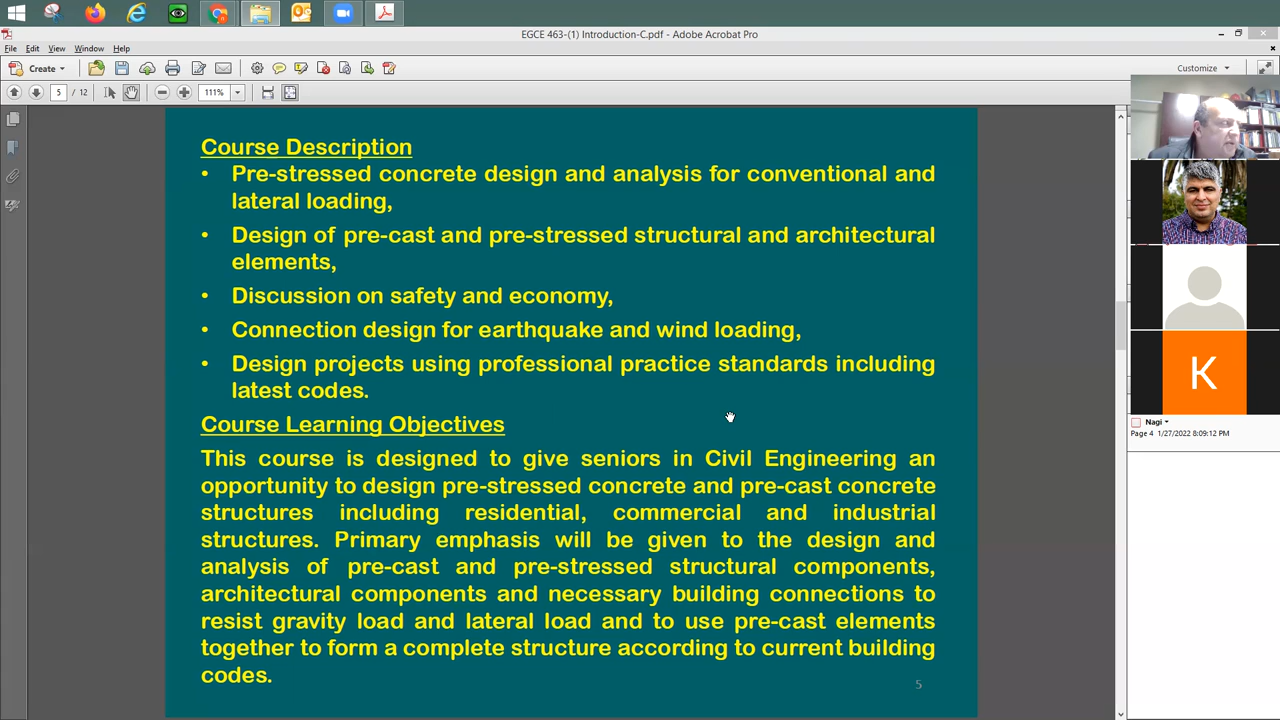 EGCE 463-(1) Introduction-C.pdf - Adobe Acrobat Pro
File Edit View Window Help
Create
Customize
5 / 12
111%
Course Description
• Pre-stressed concrete design and analysis for conventional and
lateral loading,
• Design of pre-cast and pre-stressed structural and architectural
elements,
• Discussion on safety and economy,
• Connection design for earthquake and wind loading,
• Design projects using professional practice standards including
latest codes.
Course Learning Objectives
This course is designed to give seniors in Civil Engineering an
opportunity to design pre-stressed concrete and pre-cast concrete
structures including residential, commercial and industrial
structures. Primary emphasis will be given to the design and
analysis of pre-cast and pre-stressed structural components,
architectural components and necessary building connections to
resist gravity load and lateral load and to use pre-cast elements
together to form a complete structure according to current building
codes.
5
K
Nagi
Page 4 1/27/2022 8:09:12 PM